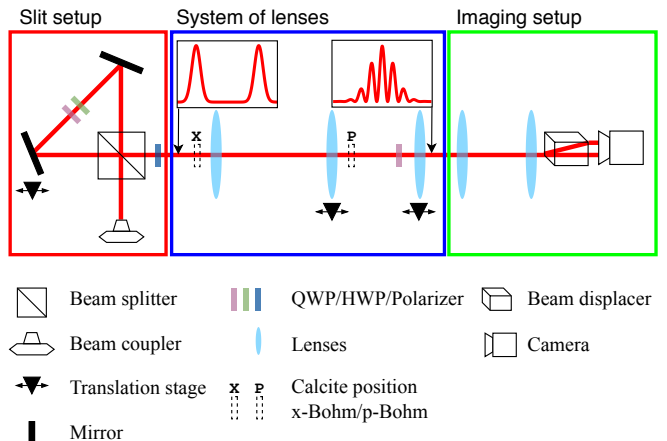 Slit setup
System of lenses
Imaging setup
X
P
Beam splitter
QWP/HWP/Polarizer
Beam displacer
Beam coupler
Lenses
Camera
Translation stage
X P
Calcite position
x-Bohm/p-Bohm
Mirror